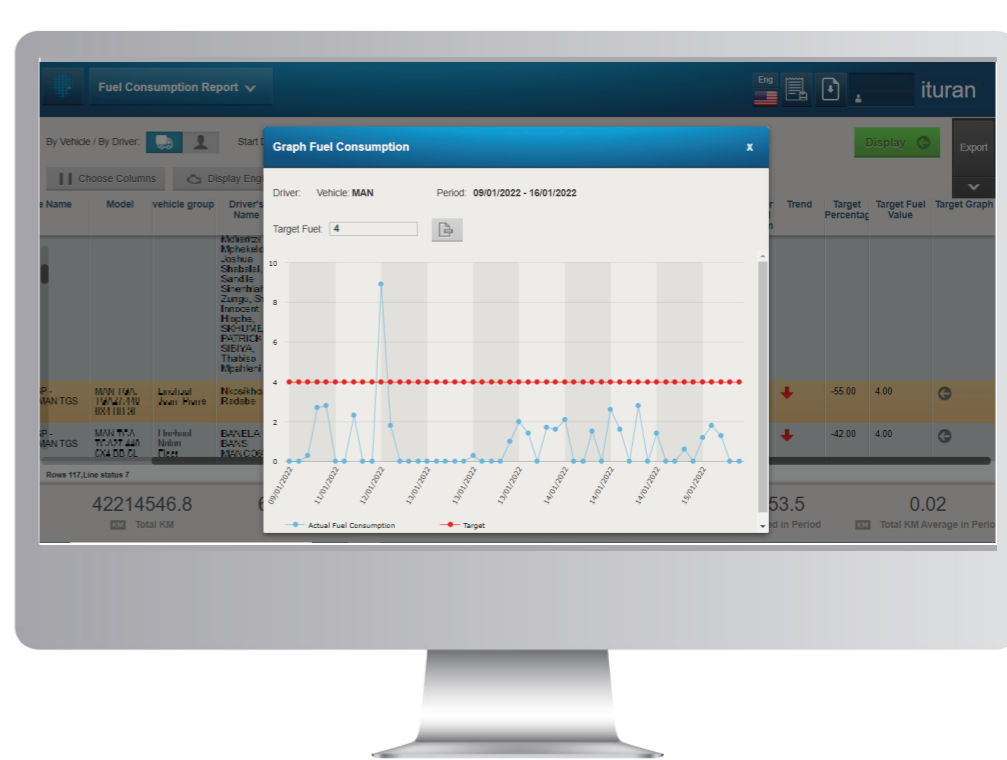 Fuel Consumption Report
Eng
ituran
By Vehicle / By Driver:
Start
Display
Export
Choose Columns
Display
Graph Fuel Consumption
x
Driver: Vehicle: MAN Period: 09/01/2022 - 16/01/2022
Target Fuel: 4
Name
Model
vehicle group
Driver's Name
Trend
Target
Target Fuel Value
Target Graph
Joshua
Innocent
PATRICK
SIBIYA,
Thabiso
MAN TGS
-55.00
4.00
MAN TGS
-42.00
4.00
10
8
6
4
2
0
09/01/2022
11/01/2022
12/01/2022
13/01/2022
13/01/2022
13/01/2022
14/01/2022
14/01/2022
14/01/2022
15/01/2022
Actual Fuel Consumption
Target
Rows 117,Line status 7
42214546.8
KM Total KM
53.5
in Period
0.02
KM Total KM Average in